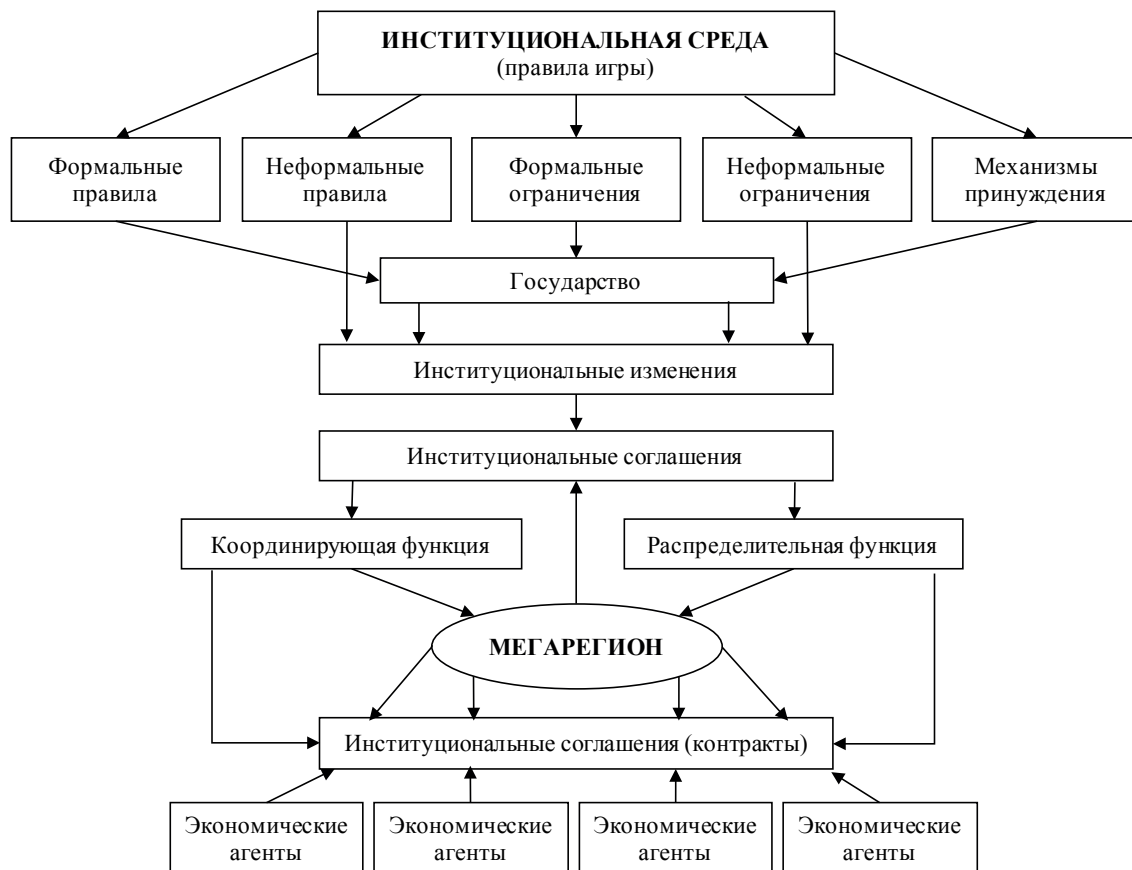 ИНСТИТУЦИОНАЛЬНАЯ СРЕДА
(правила игры)
Формальные
правила
Неформальные
правила
Формальные
ограничения
Неформальные
ограничения
Механизмы
принуждения
Государство
Институциональные изменения
Институциональные соглашения
Координирующая функция
Распределительная функция
МЕГАРЕГИОН
Институциональные соглашения (контракты)
Экономические
агенты
Экономические
агенты
Экономические
агенты
Экономические
агенты